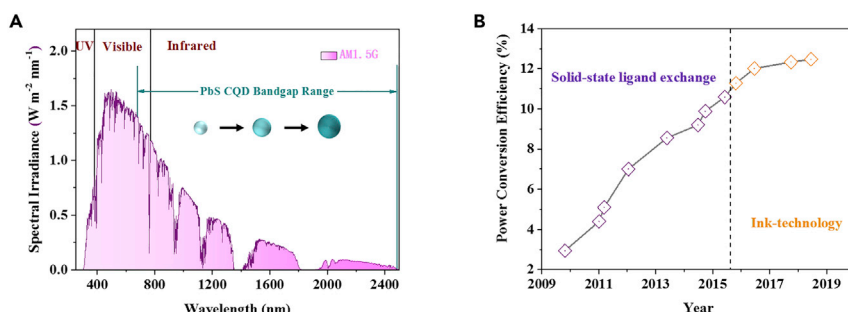 A
UV Visible Infrared
AM1.5G
PbS CQD Bandgap Range
Spectral Irradiance (W m-2 nm-1)
2.0
1.5
1.0
0.5
0.0
400 800 1200 1600 2000 2400
Wavelength (nm)
B
Power Conversion Efficiency (%)
14
12
10
8
6
4
2
Solid-state ligand exchange
Ink-technology
2009 2011 2013 2015 2017 2019
Year